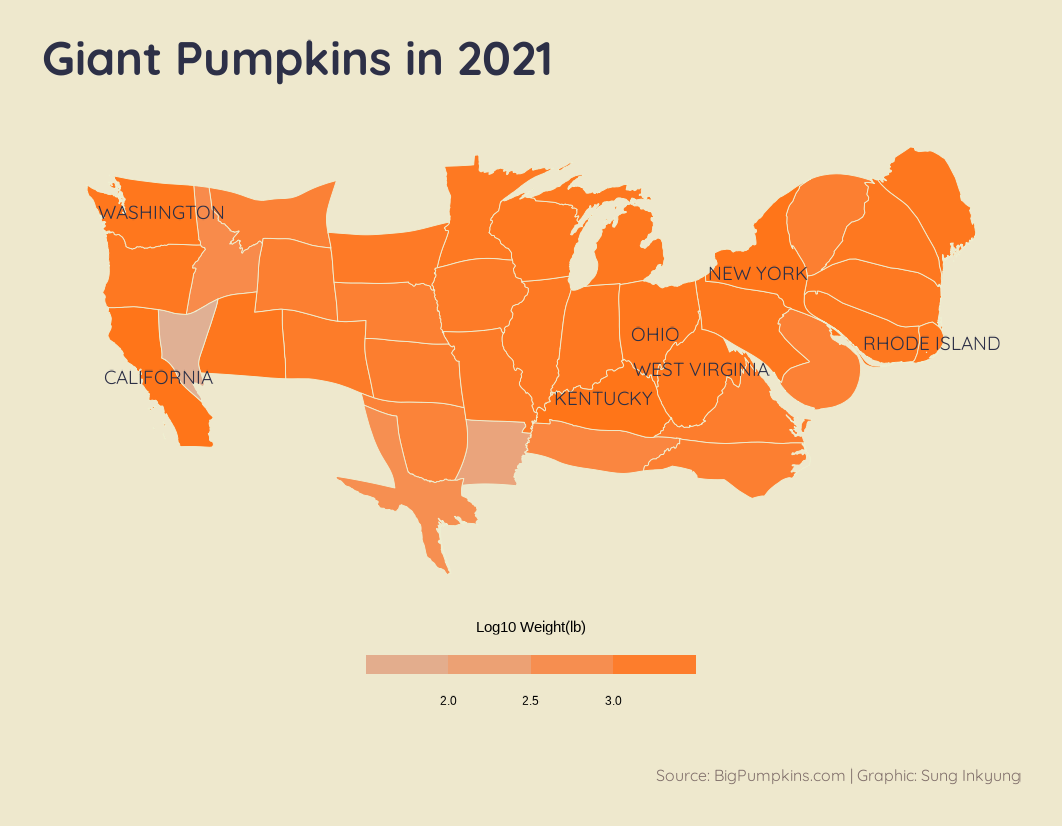 Giant Pumpkins in 2021
WASHINGTON
NEW YORK
OHIO
RHODE ISLAND
WEST VIRGINIA
CALIFORNIA
KENTUCKY
Log10 Weight(lb)
2.0 2.5 3.0
Source: BigPumpkins.com | Graphic: Sung Inkyung